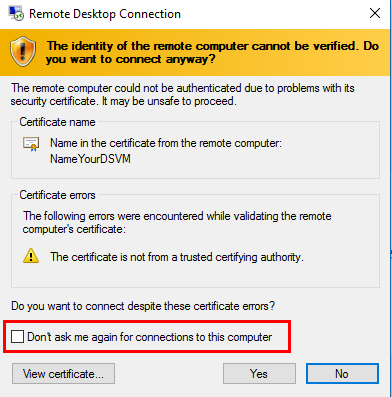 Remote Desktop Connection
The identity of the remote computer cannot be verified. Do
you want to connect anyway?
The remote computer could not be authenticated due to problems with its
security certificate. It may be unsafe to proceed.
Certificate name
Name in the certificate from the remote computer:
NameYourDSVM
Certificate errors
The following errors were encountered while validating the remote
computer's certificate:
The certificate is not from a trusted certifying authority.
Do you want to connect despite these certificate errors?
Don't ask me again for connections to this computer
View certificate... Yes No